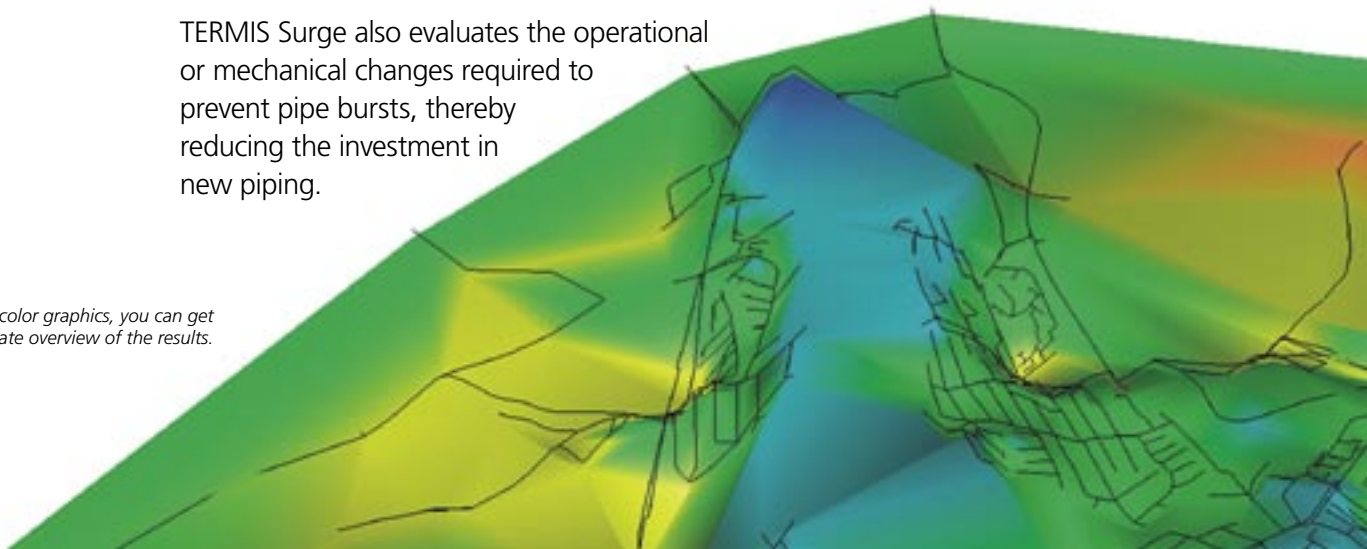 TERMIS Surge also evaluates the operational
or mechanical changes required to
prevent pipe bursts, thereby
reducing the investment in
new piping.
color graphics, you can get
ate overview of the results.